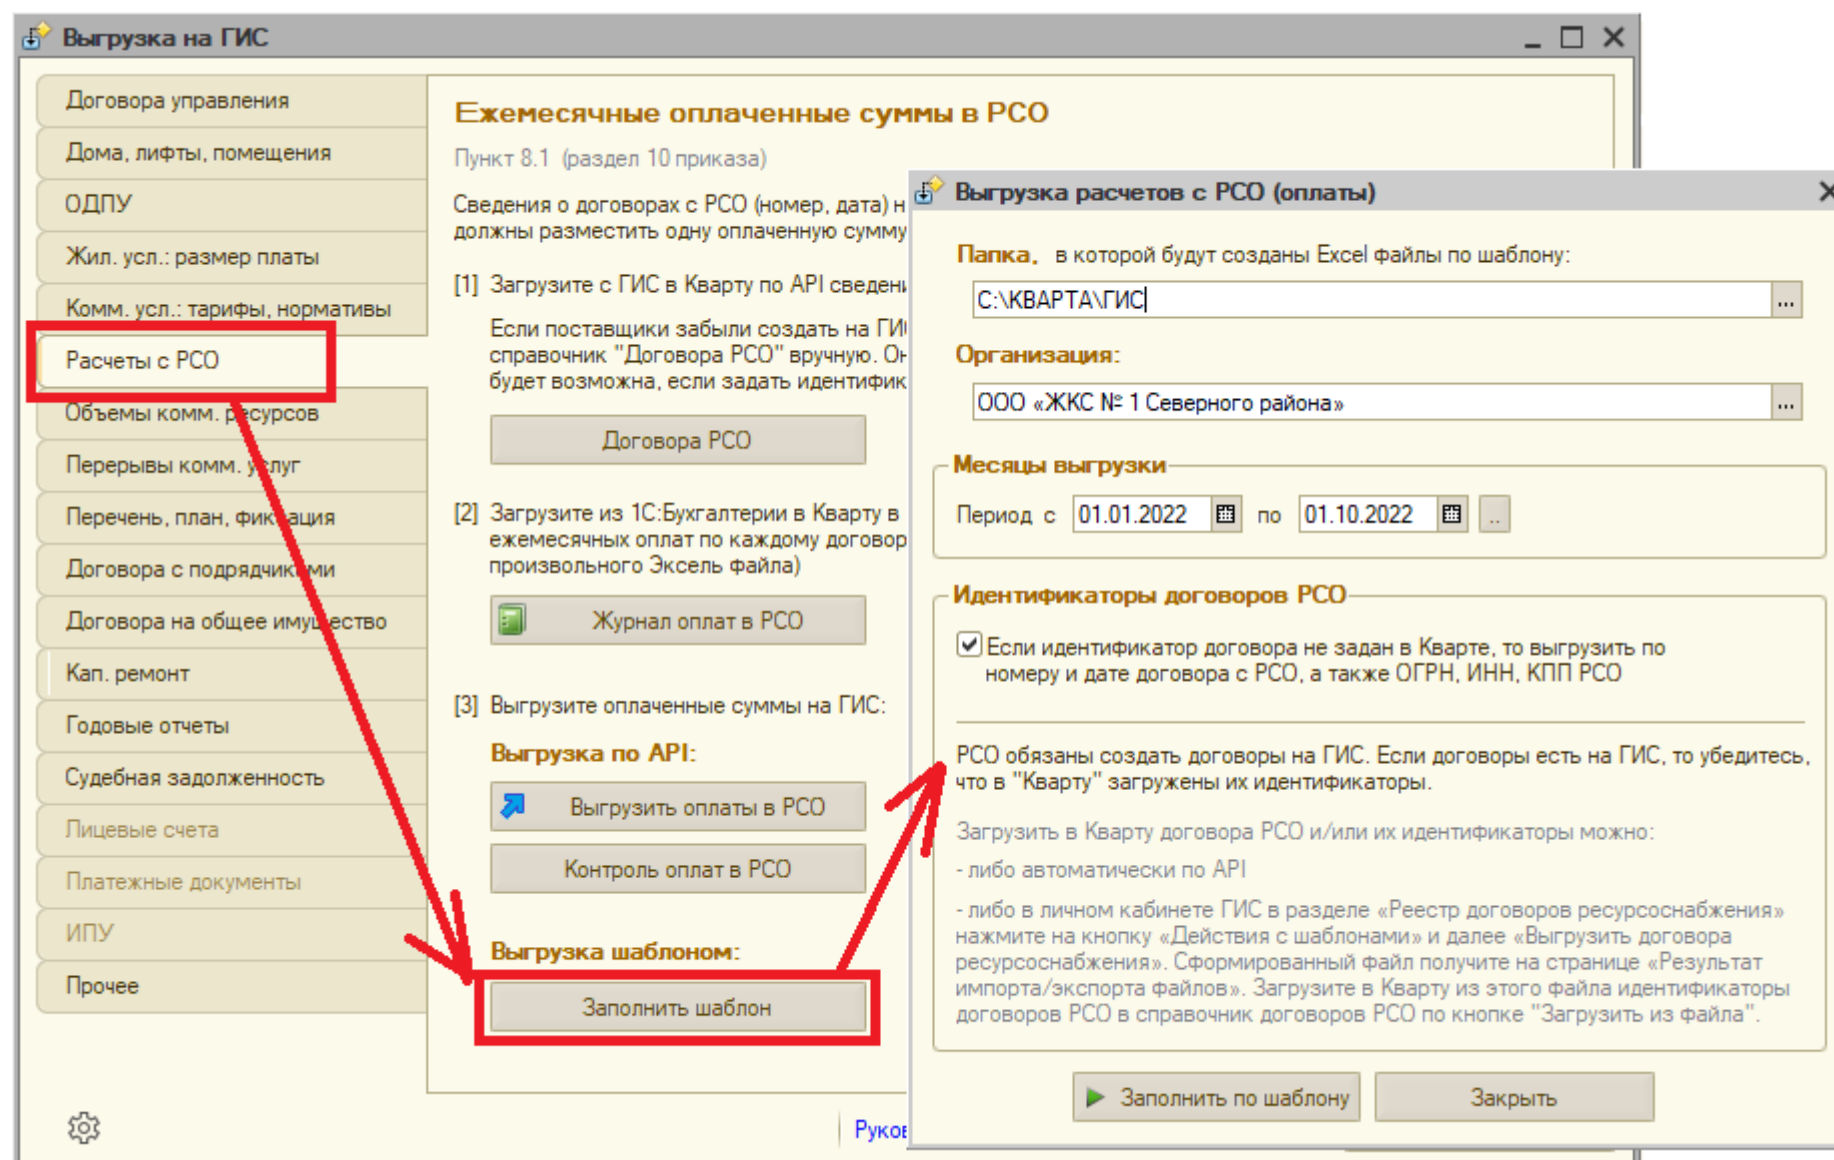 Выгрузка на ГИС
Договора управления
Дома, лифты, помещения
ОДПУ
Жил. усл.: размер платы
Комм. усл.: тарифы, нормативы
Расчеты с РСО
Объемы комм. ресурсов
Перерывы комм. услуг
Перечень, план, фиксация
Договора с подрядчиками
Договора на общее имущество
Кап. ремонт
Годовые отчеты
Судебная задолженность
Лицевые счета
Платежные документы
ИПУ
Прочее
Ежемесячные оплаченные суммы в РСО
Пункт 8.1 (раздел 10 приказа)
Сведения о договорах с РСО (номер, дата) н
должны разместить одну оплаченную сумму
[1] Загрузите с ГИС в Кварту по API
Если поставщики забыли создать на
справочник "Договора РСО" вручную.
будет возможна, если задать
Договора РСО
[2] Загрузите из 1С:Бухгалтерии в Кварту в
ежемесячных оплат по каждому
произвольного Эксель файла)
Журнал оплат в РСО
[3] Выгрузите оплаченные суммы на ГИС:
Выгрузка по API:
Выгрузить оплаты в РСО
Контроль оплат в РСО
Выгрузка шаблоном:
Заполнить шаблон
Выгрузка расчетов с РСО (оплаты)
Папка, в которой будут созданы Excel файлы по шаблону:
C:\КВАРТА\ГИС
...
Организация:
ООО «ЖКС № 1 Северного района»
...
Месяцы выгрузки
Период с 01.01.2022 по 01.10.2022 ..
Идентификаторы договоров РСО
Если идентификатор договора не задан в Кварте, то выгрузить по
номеру и дате договора с РСО, а также ОГРН, ИНН, КПП РСО
РСО обязаны создать договоры на ГИС. Если договоры есть на ГИС, то убедитесь,
что в "Кварту" загружены их идентификаторы.
Загрузить в Кварту договора РСО и/или их идентификаторы можно:
- либо автоматически по API
- либо в личном кабинете ГИС в разделе «Реестр договоров ресурсоснабжения»
нажмите на кнопку «Действия с шаблонами» и далее «Выгрузить договора
ресурсоснабжения». Сформированный файл получите на странице «Результат
импорта/экспорта файлов». Загрузите в Кварту из этого файла идентификаторы
договоров РСО в справочник договоров РСО по кнопке "Загрузить из файла".
Заполнить по шаблону
Закрыть